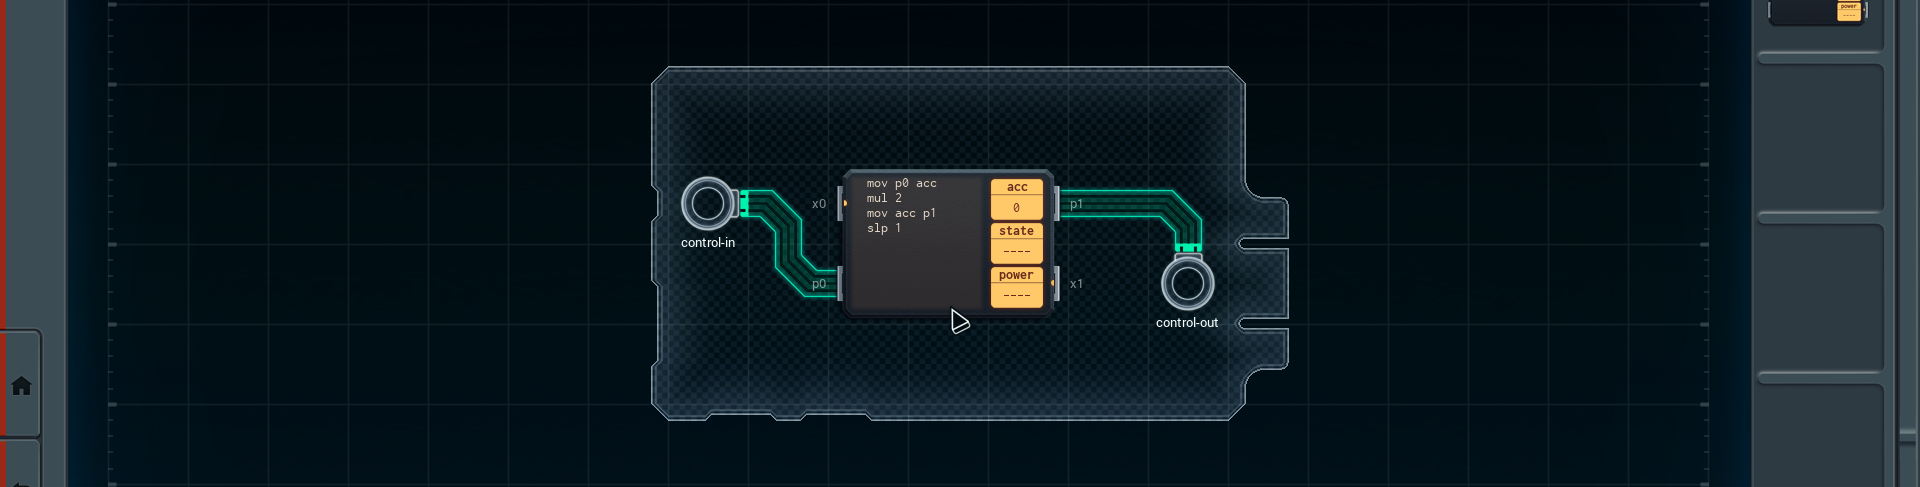 power
----
mov p0 acc
mul 2
mov acc p1
slp 1
acc
0
state
----
power
----
x0
p0
p1
x1
control-in
control-out